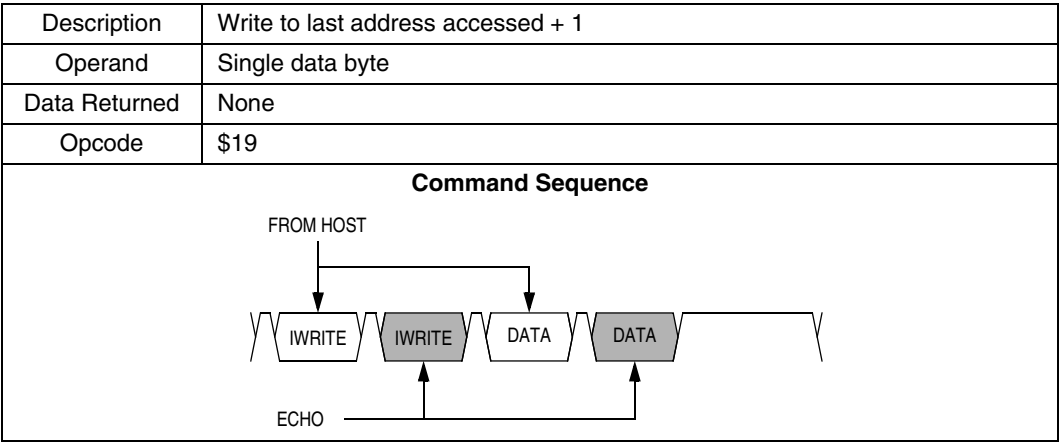 Description Write to last address accessed + 1
Operand Single data byte
Data Returned None
Opcode $19
Command Sequence
FROM HOST
IWRITE IWRITE DATA DATA
ECHO